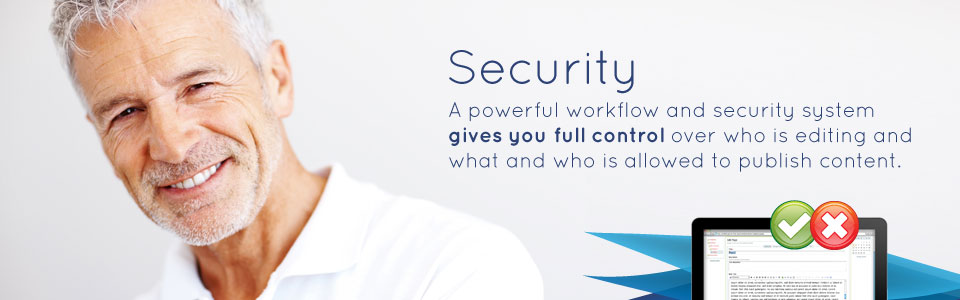 Security
A powerful workflow and security system
gives you full control over who is editing and
what and who is allowed to publish content.